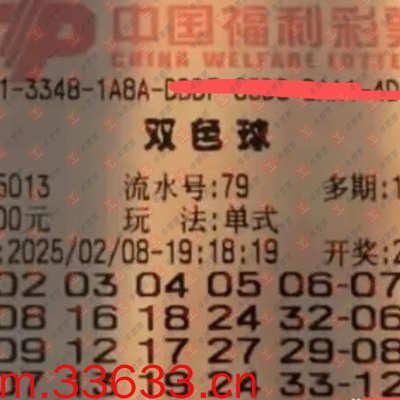 中国福利彩票
CHINA WELFARE LOTTE
1-3348-1A8A-
双色球
5013 流水号:79 多期:1
00元 玩 法:单式
:2025/02/08-19:18:19 开奖:2
02 03 04 05 06-07
08 16 18 24 32-06
09 12 17 27 29-08
24 33-12
m.33633.cn